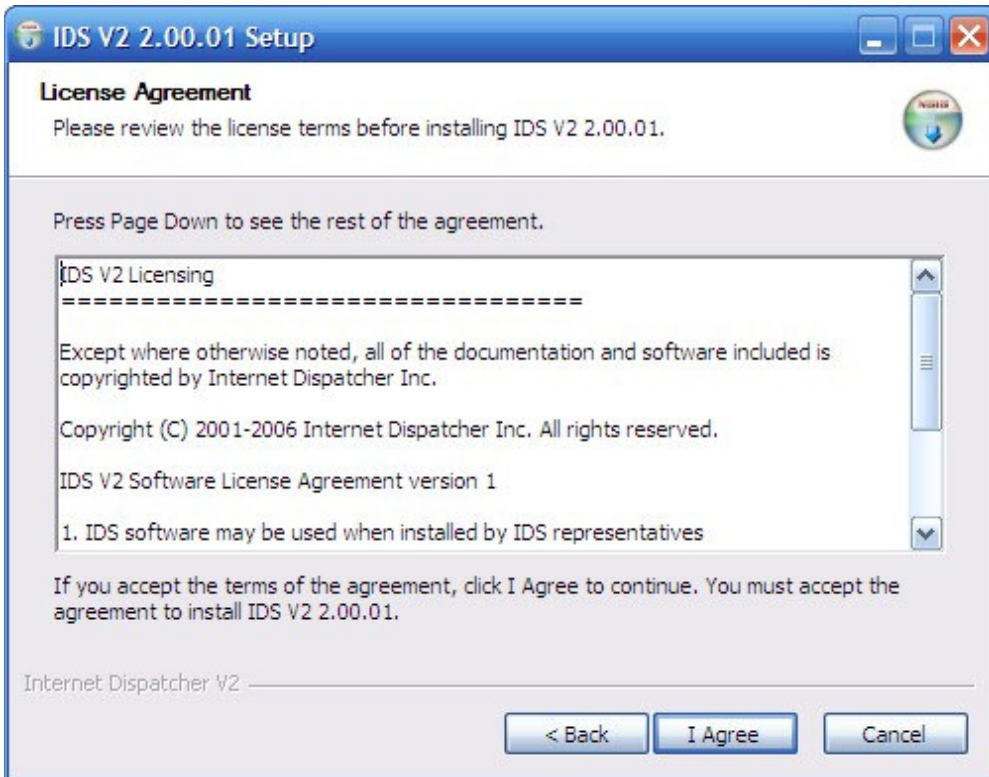 IDS V2 2.00.01 Setup
License Agreement
Please review the license terms before installing IDS V2 2.00.01.
Press Page Down to see the rest of the agreement.
IDS V2 Licensing
=================================
Except where otherwise noted, all of the documentation and software included is
copyrighted by Internet Dispatcher Inc.
Copyright (C) 2001-2006 Internet Dispatcher Inc. All rights reserved.
IDS V2 Software License Agreement version 1
1. IDS software may be used when installed by IDS representatives
If you accept the terms of the agreement, click I Agree to continue. You must accept the
agreement to install IDS V2 2.00.01.
Internet Dispatcher V2
< Back
I Agree
Cancel